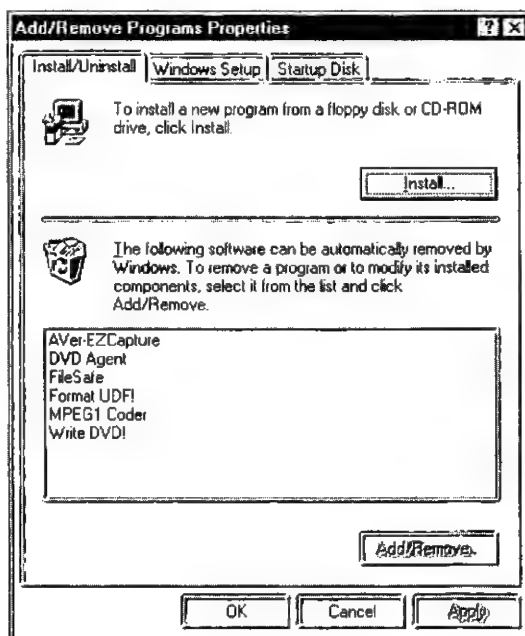 Add/Remove Programs Properties
Install/Uninstall Windows Setup Startup Disk
To install a new program from a floppy disk or CD-ROM
drive, click Install.
Install...
The following software can be automatically removed by
Windows. To remove a program or to modify its installed
components, select it from the list and click
Add/Remove.
AVer-EZCapture
DVD Agent
FileSafe
Format UDF!
MPEG1 Coder
Write DVD!
Add/Remove...
OK Cancel Apply